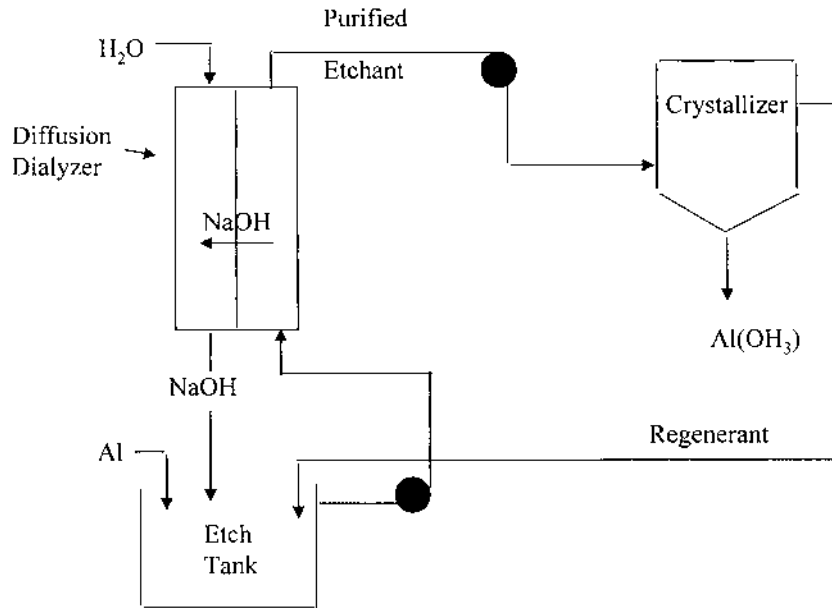 Purified
H₂O
Etchant
Crystallizer
Diffusion
Dialyzer
NaOH
Al(OH₃)
NaOH
Regenerant
Al
Etch
Tank